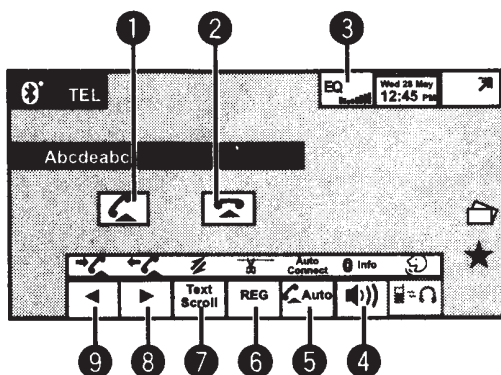 1 2 3
TEL EQ Wed 28 May
12:45 PM
Abcdeabc
Auto
Connect
Info
Text
Scroll
REG
Auto
9 8 7 6 5 4